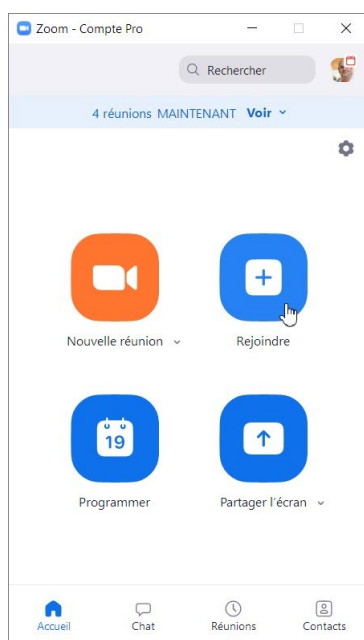 Zoom - Compte Pro
Rechercher
4 réunions MAINTENANT Voir
Nouvelle réunion
Rejoindre
19
Programmer
Partager l'écran
Accueil
Chat
Réunions
Contacts